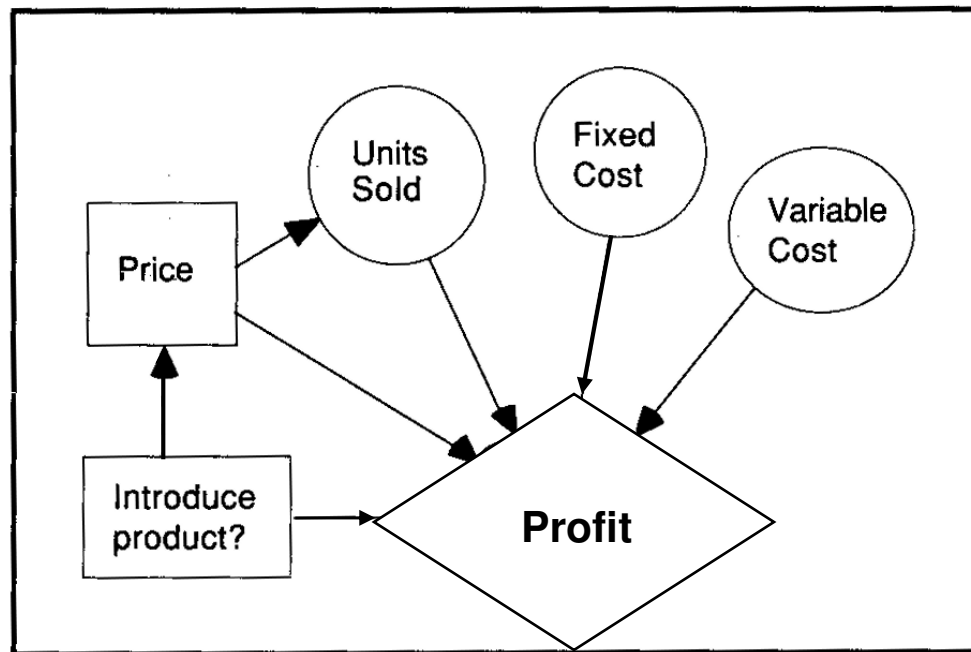 Units
Sold
Fixed
Cost
Variable
Cost
Price
Introduce
product?
Profit